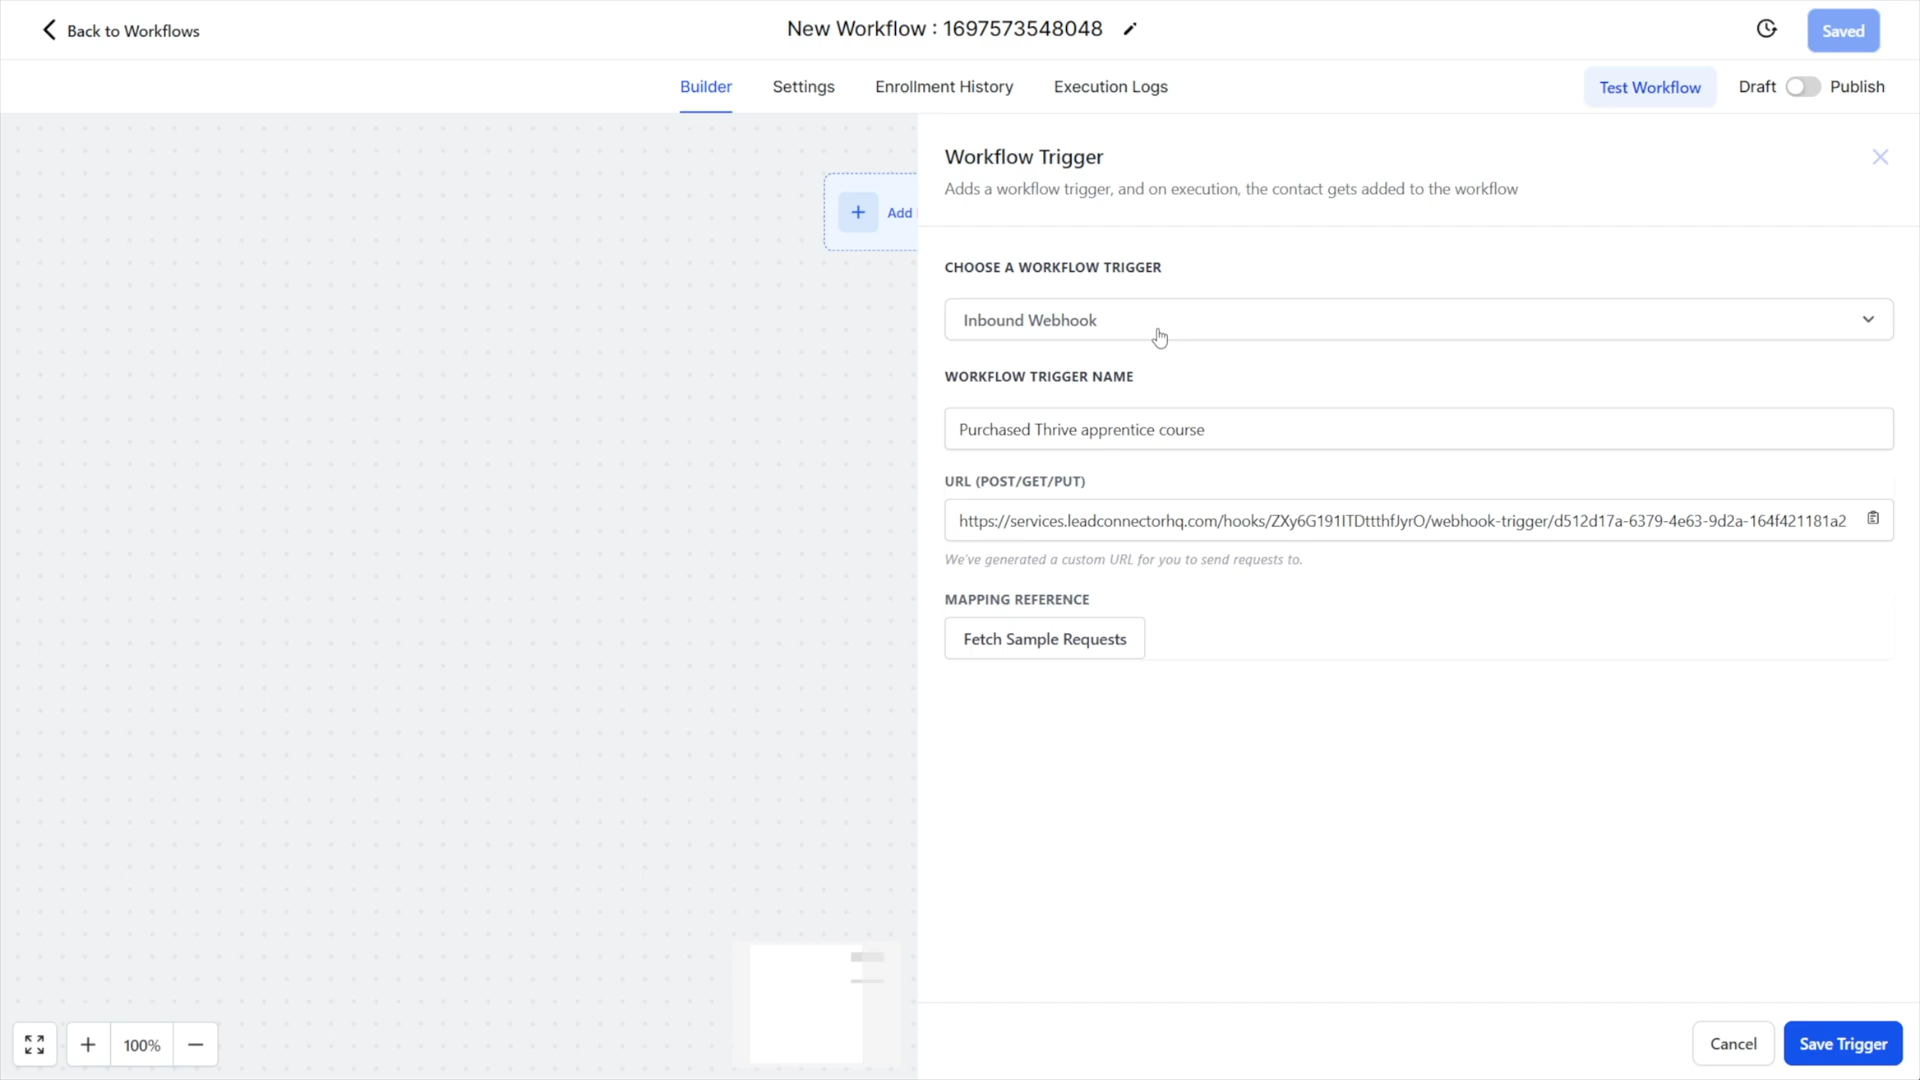 Back to Workflows
New Workflow : 1697573548048
Saved
Builder
Settings
Enrollment History
Execution Logs
Test Workflow
Draft
Publish
Add
Workflow Trigger
Adds a workflow trigger, and on execution, the contact gets added to the workflow
CHOOSE A WORKFLOW TRIGGER
Inbound Webhook
WORKFLOW TRIGGER NAME
Purchased Thrive apprentice course
URL (POST/GET/PUT)
https://services.leadconnectorhq.com/hooks/ZXy6G191ITDttthfJyrO/webhook-trigger/d512d17a-6379-4e63-9d2a-164f421181a2
We've generated a custom URL for you to send requests to.
MAPPING REFERENCE
Fetch Sample Requests
100%
Cancel
Save Trigger